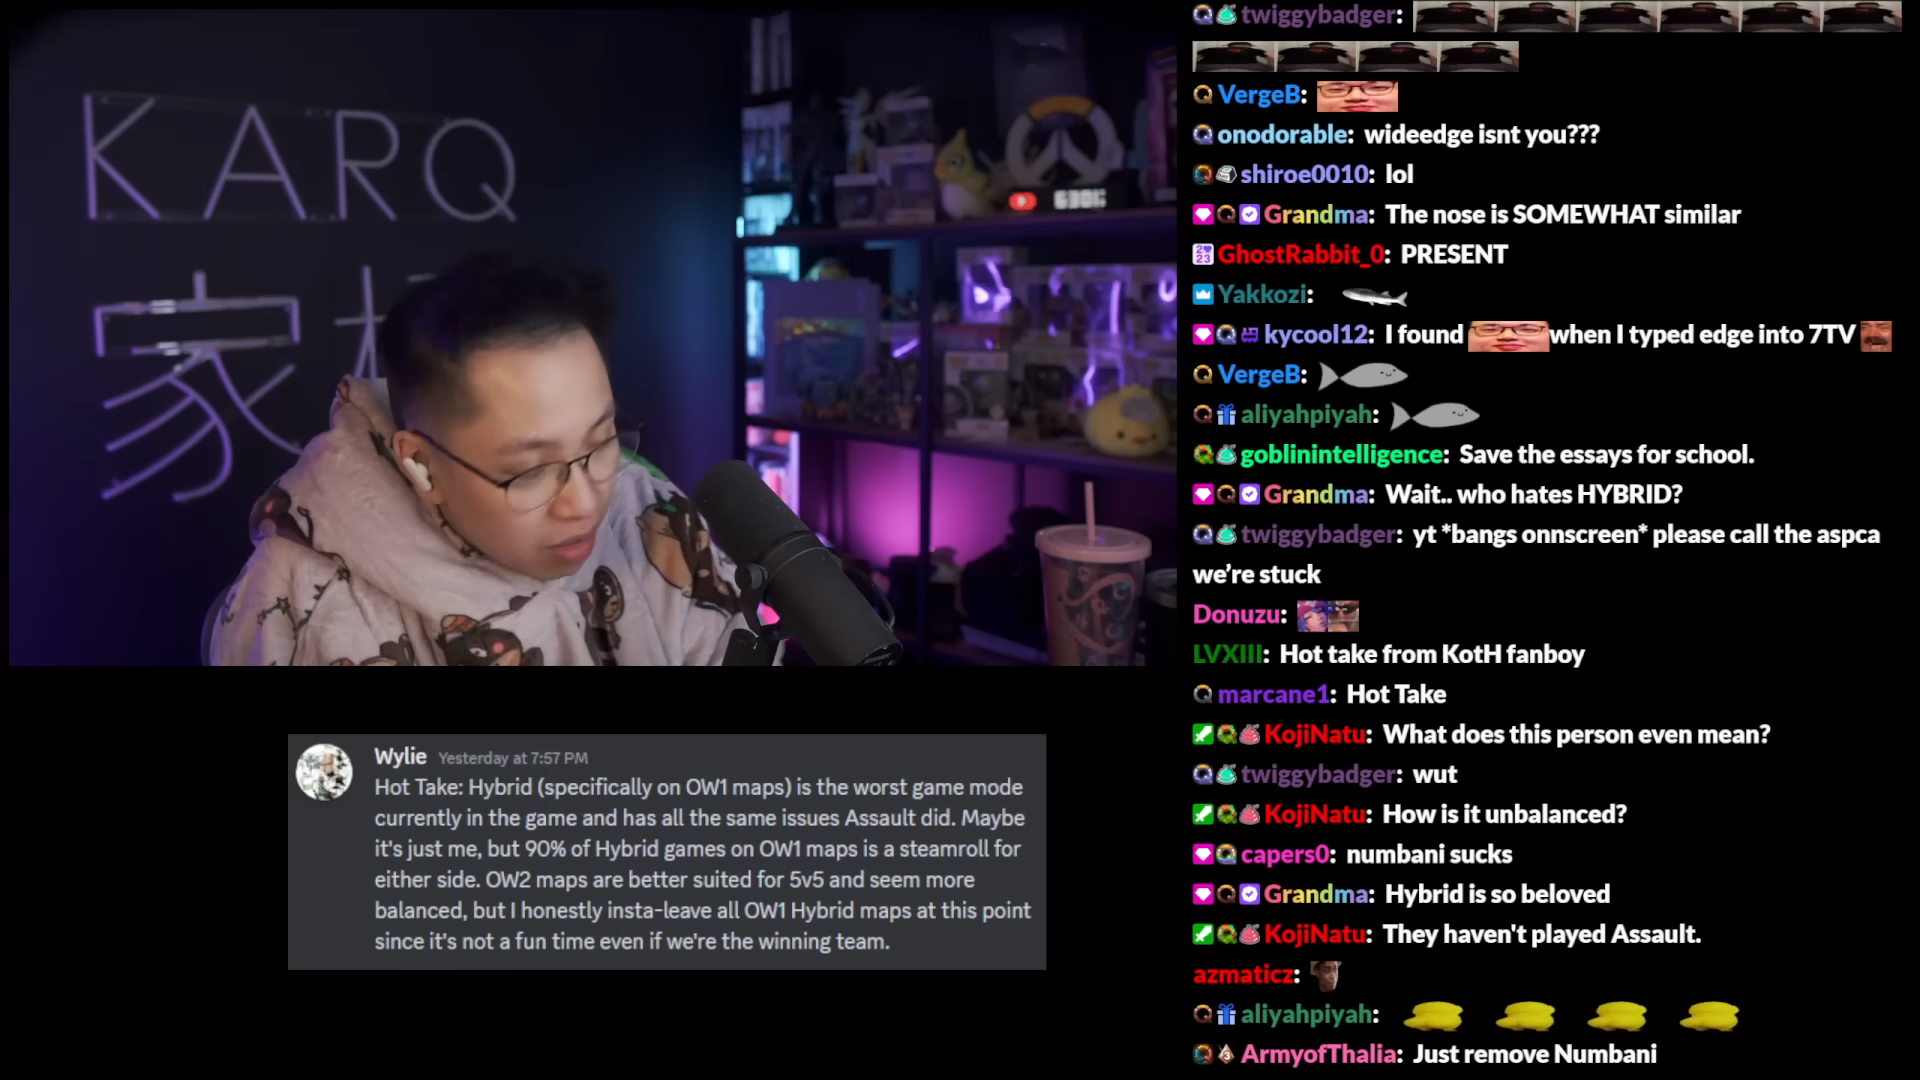 KARQ
家
630K
Wylie Yesterday at 7:57 PM
Hot Take: Hybrid (specifically on OW1 maps) is the worst game mode
currently in the game and has all the same issues Assault did. Maybe
it's just me, but 90% of Hybrid games on OW1 maps is a steamroll for
either side. OW2 maps are better suited for 5v5 and seem more
balanced, but I honestly insta-leave all OW1 Hybrid maps at this point
since it's not a fun time even if we're the winning team.
twiggybadger:
VergeB:
onodorable: wideedge isnt you???
shiroe0010: lol
Grandma: The nose is SOMEWHAT similar
GhostRabbit_0: PRESENT
Yakkozi:
kycool12: I found when I typed edge into 7TV
VergeB:
aliyahpiyah:
goblinintelligence: Save the essays for school.
Grandma: Wait.. who hates HYBRID?
twiggybadger: yt *bangs onnscreen* please call the aspca
we're stuck
Donuzu:
LVXIII: Hot take from KotH fanboy
marcane1: Hot Take
KojiNatu: What does this person even mean?
twiggybadger: wut
KojiNatu: How is it unbalanced?
capers0: numbani sucks
Grandma: Hybrid is so beloved
KojiNatu: They haven't played Assault.
azmaticz:
aliyahpiyah:
ArmyofThalia: Just remove Numbani